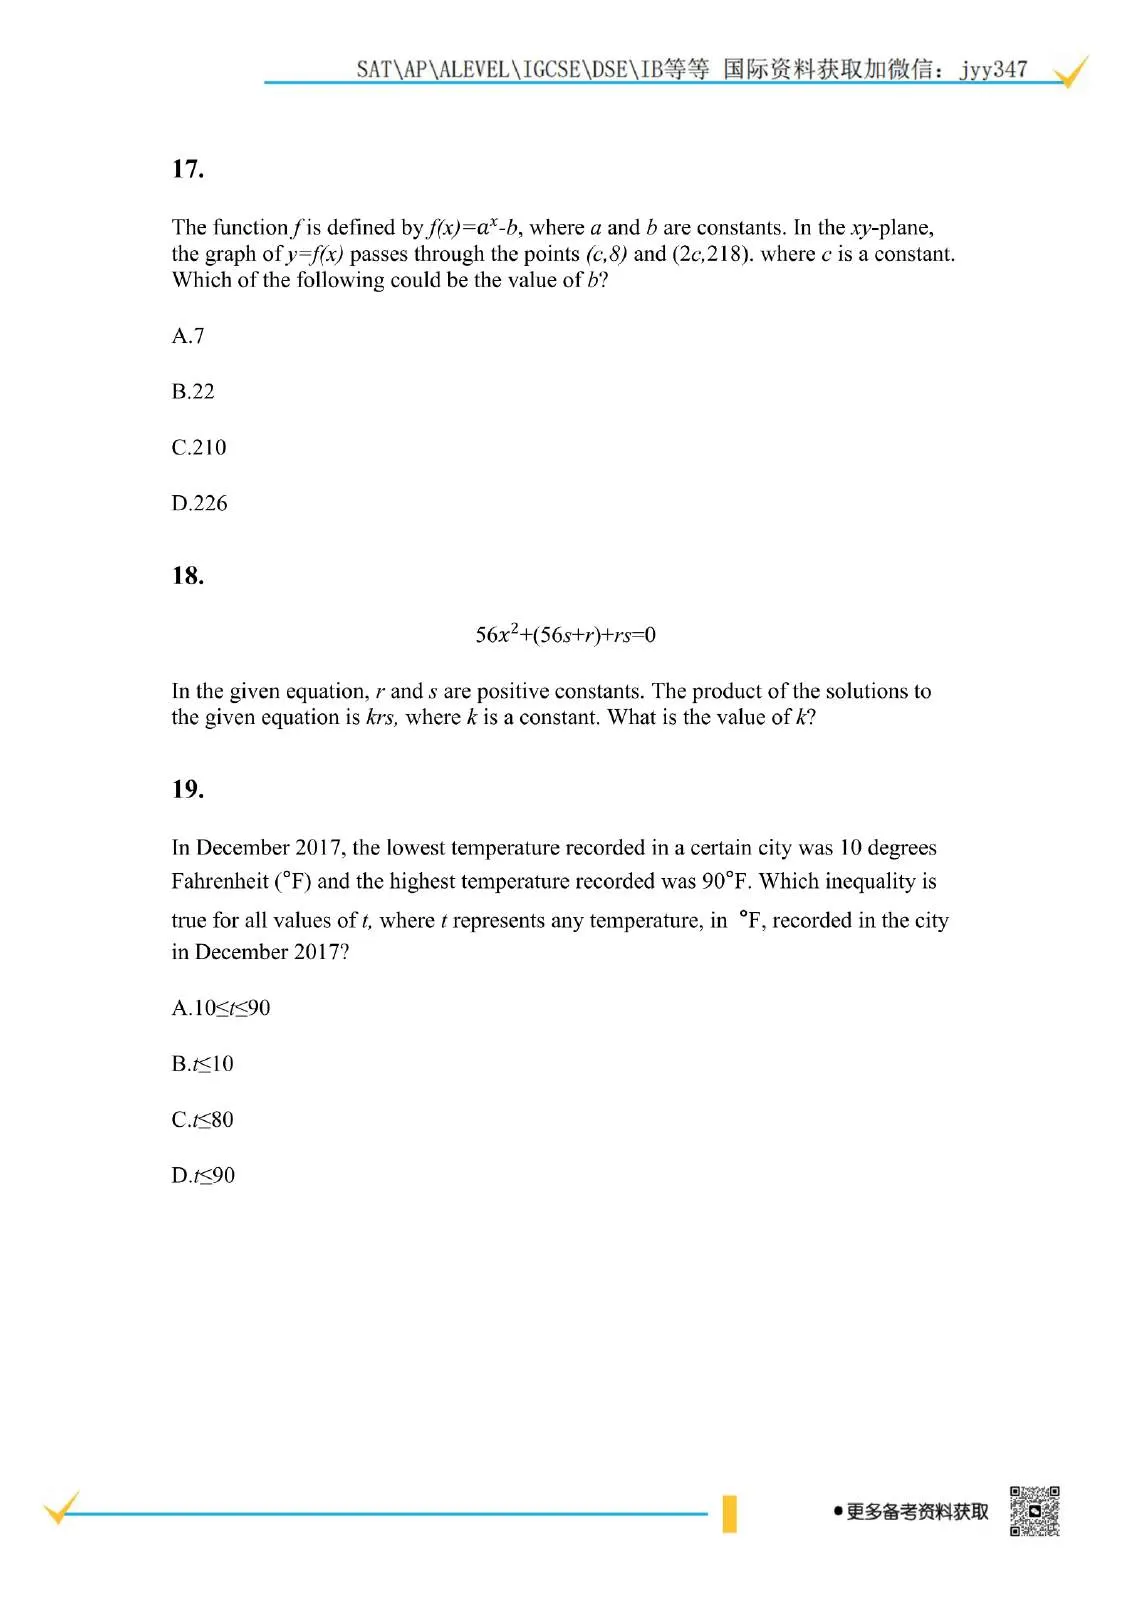 SAT\AP\ALEVEL\IGCSE\DSE\IB等等 国际资料获取加微信：jyy347
17.
The function f is defined by f(x)=aˣ-b, where a and b are constants. In the xy-plane,
the graph of y=f(x) passes through the points (c,8) and (2c,218). where c is a constant.
Which of the following could be the value of b?
A.7
B.22
C.210
D.226
18.
56x²+(56s+r)+rs=0
In the given equation, r and s are positive constants. The product of the solutions to
the given equation is krs, where k is a constant. What is the value of k?
19.
In December 2017, the lowest temperature recorded in a certain city was 10 degrees
Fahrenheit (°F) and the highest temperature recorded was 90°F. Which inequality is
true for all values of t, where t represents any temperature, in °F, recorded in the city
in December 2017?
A.10≤t≤90
B.t≤10
C.t≤80
D.t≤90
•更多备考资料获取